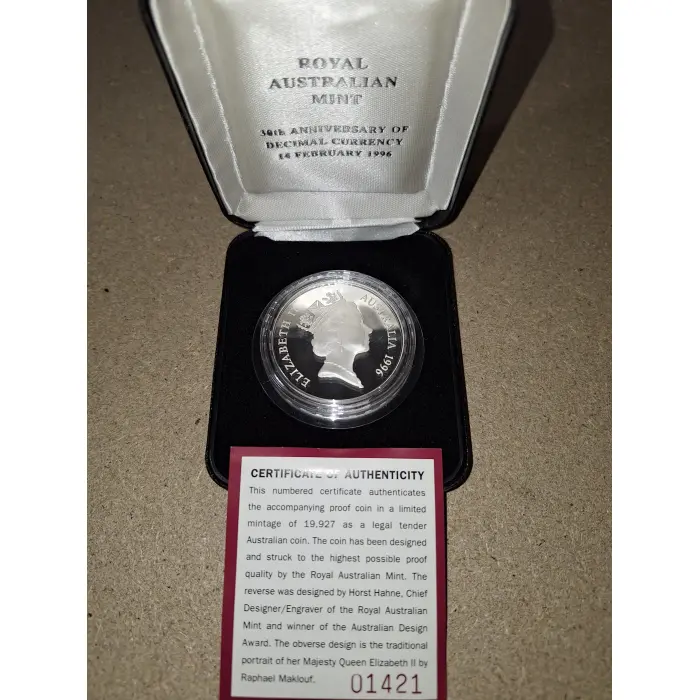 ROYAL
AUSTRALIAN
MINT
30th ANNIVERSARY OF
DECIMAL CURRENCY
14 FEBRUARY 1996
ELIZABETH II AUSTRALIA 1996
CERTIFICATE OF AUTHENTICITY
This numbered certificate authenticates
the accompanying proof coin in a limited
mintage of 19,927 as a legal tender
Australian coin. The coin has been designed
and struck to the highest possible proof
quality by the Royal Australian Mint. The
reverse was designed by Horst Hahne, Chief
Designer/Engraver of the Royal Australian
Mint and winner of the Australian Design
Award. The obverse design is the traditional
portrait of her Majesty Queen Elizabeth II by
Raphael Maklouf. 01421